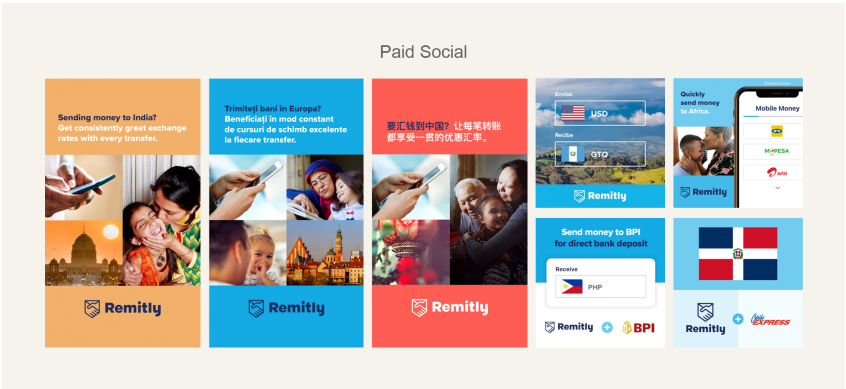 Paid Social
Sending money to India?
Get consistently great exchange
rates with every transfer.
Remitly
Trimiteți bani în Europa?
Beneficiați în mod constant
de cursuri de schimb excelente
la fiecare transfer.
Remitly
要汇钱到中国？让每笔转账
都享受一贯的优惠汇率。
Remitly
Envías
USD
Recibe
GTQ
Remitly
Quickly
send money
to Africa.
Mobile Money
M-PESA
airtel
Remitly
Send money to BPI
for direct bank deposit
Receive
PHP
Remitly
BPI
Remitly
EXPRESS